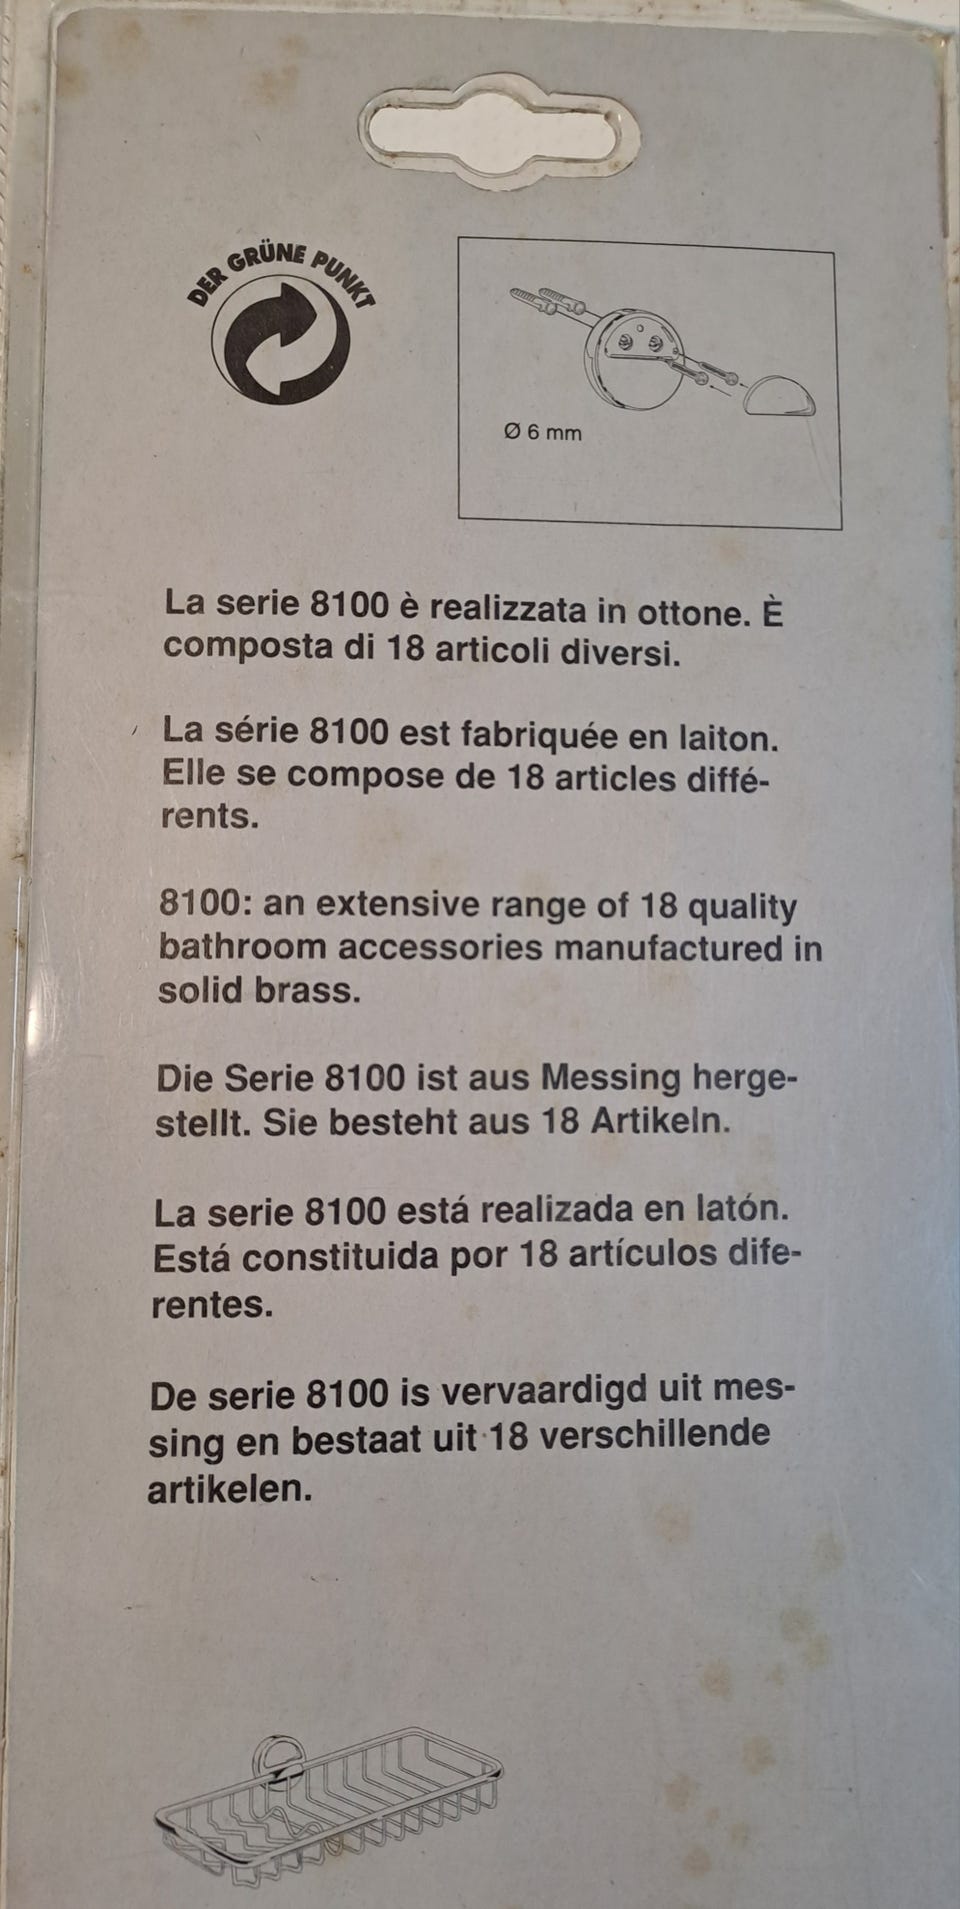 DER GRÜNE PUNKT
Ø 6 mm
La serie 8100 è realizzata in ottone. È
composta di 18 articoli diversi.
La série 8100 est fabriquée en laiton.
Elle se compose de 18 articles diffé-
rents.
8100: an extensive range of 18 quality
bathroom accessories manufactured in
solid brass.
Die Serie 8100 ist aus Messing herge-
stellt. Sie besteht aus 18 Artikeln.
La serie 8100 está realizada en latón.
Está constituida por 18 artículos dife-
rentes.
De serie 8100 is vervaardigd uit mes-
sing en bestaat uit 18 verschillende
artikelen.